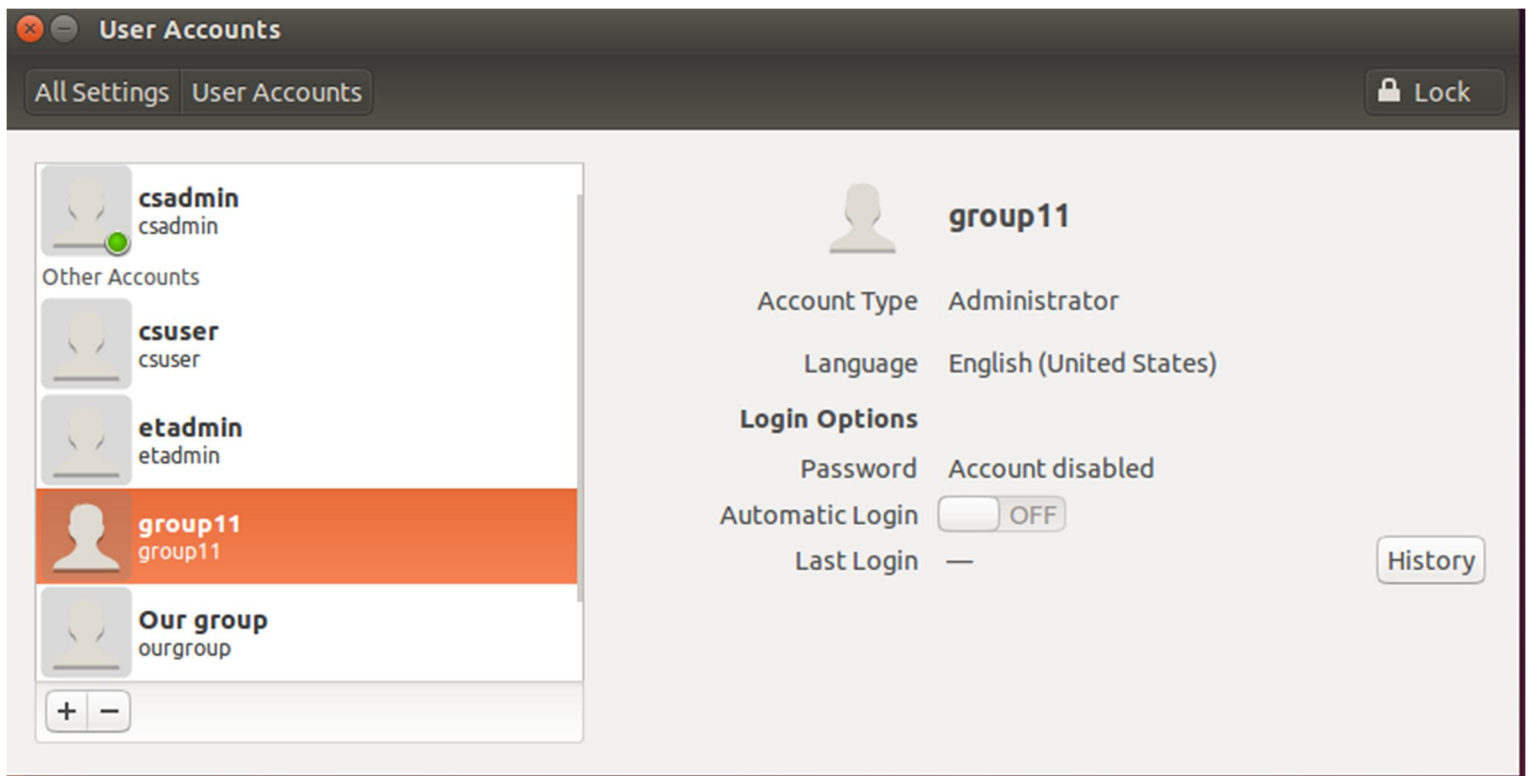 User Accounts
All Settings User Accounts
Lock
csadmin
csadmin
Other Accounts
csuser
csuser
etadmin
etadmin
group11
group11
Our group
ourgroup
+ −
group11
Account Type Administrator
Language English (United States)
Login Options
Password Account disabled
Automatic Login OFF
Last Login —
History